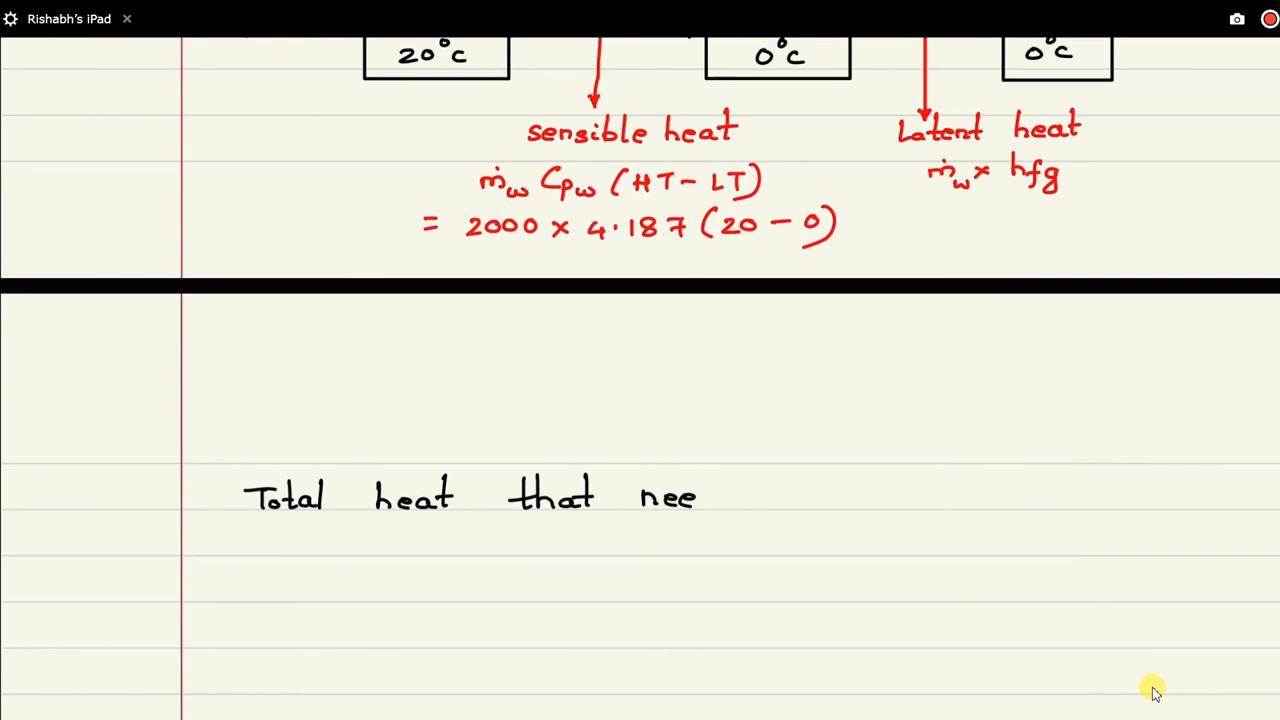 Rishabh's iPad
20°C 0°C 0°C
sensible heat Latent heat
ṁw Cpw (HT - LT) ṁw × hfg
= 2000 × 4.187 (20 - 0)
Total heat that nee